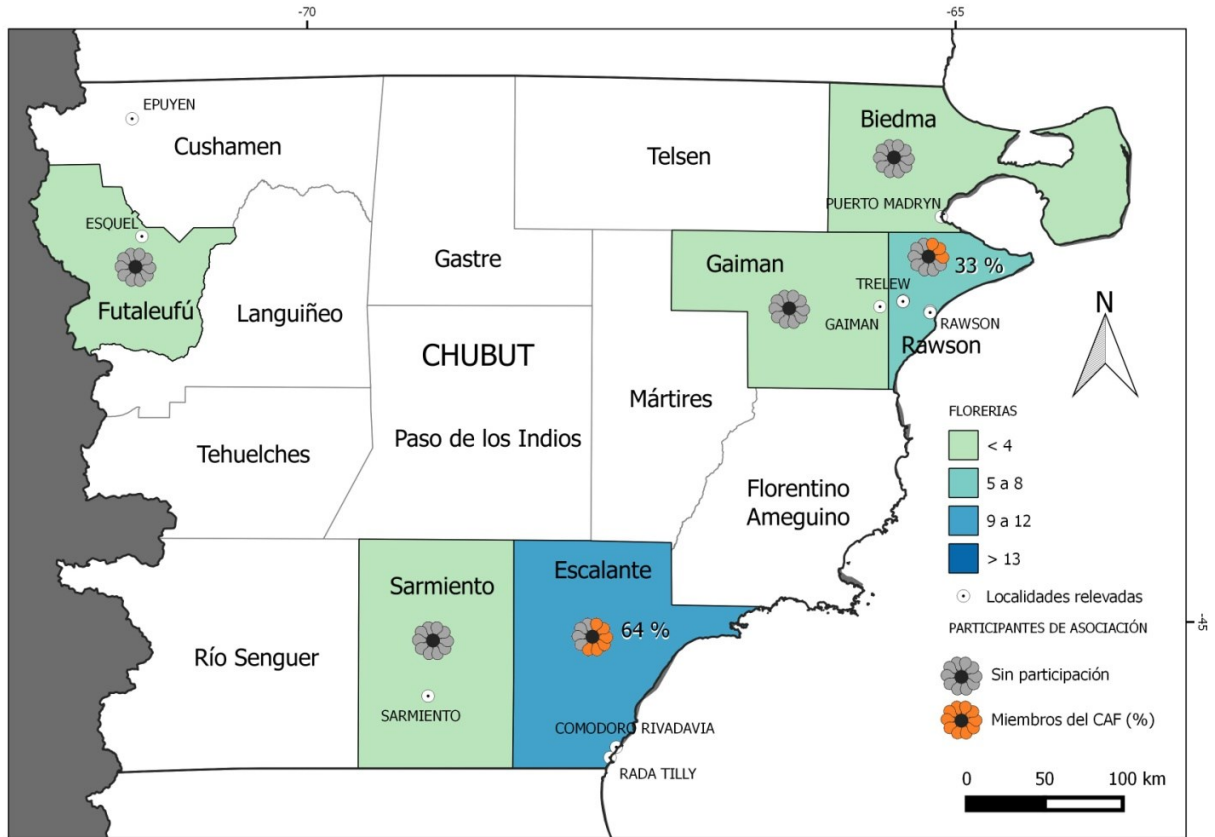 -70
-65
EPUYEN
Cushamen
Telsen
Biedma
PUERTO MADRYN
ESQUEL
Futaleufú
Languiñeo
Gastre
Gaiman
33 %
TRELEW
GAIMAN
RAWSON
Rawson
N
CHUBUT
Mártires
Paso de los Indios
Tehuelches
Florentino
Ameguino
FLORERIAS
< 4
5 a 8
9 a 12
> 13
Localidades relevadas
PARTICIPANTES DE ASOCIACIÓN
Sin participación
Miembros del CAF (%)
Escalante
Sarmiento
64 %
-45
Río Senguer
SARMIENTO
COMODORO RIVADAVIA
RADA TILLY
0 50 100 km